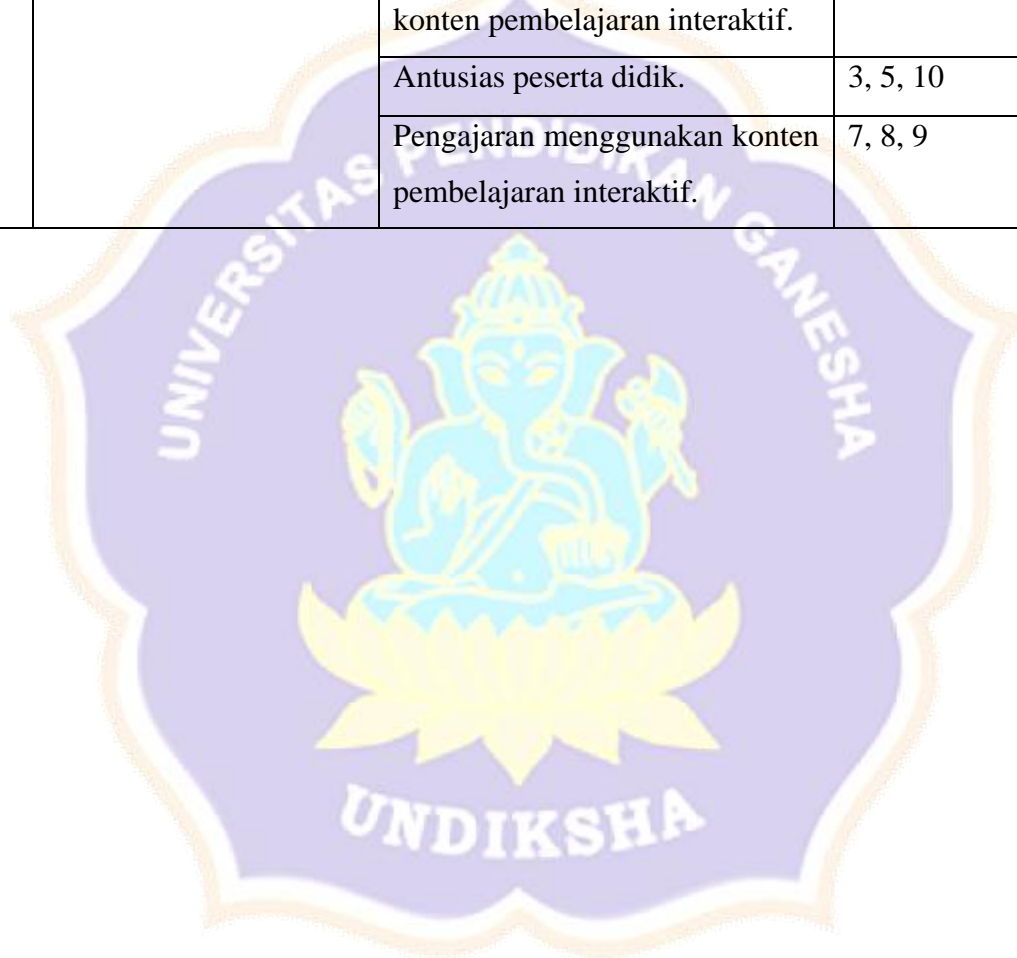 konten pembelajaran interaktif.
Antusias peserta didik. 3, 5, 10
Pengajaran menggunakan konten 7, 8, 9
pembelajaran interaktif.
UNIVERSITAS PENDIDIKAN GANESHA
UNDIKSHA